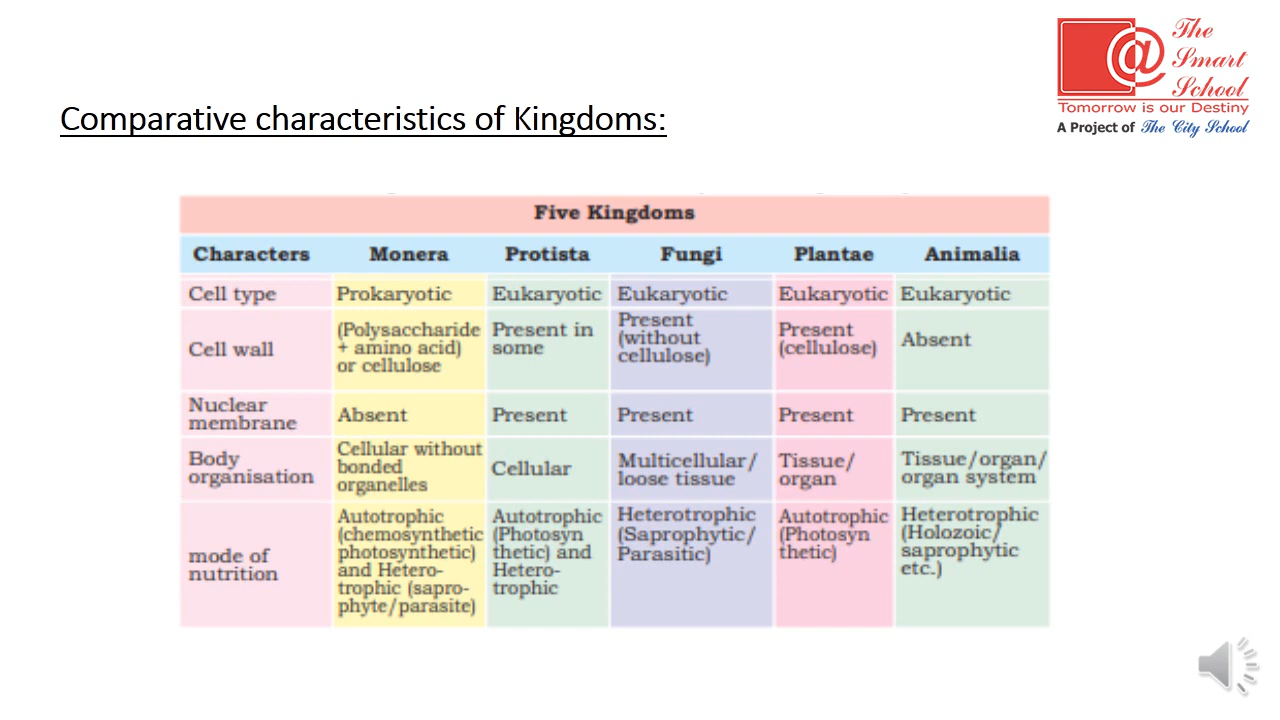 The
Smart
School
Tomorrow is our Destiny
A Project of The City School
Comparative characteristics of Kingdoms:
Five Kingdoms
Characters Monera Protista Fungi Plantae Animalia
Cell type Prokaryotic Eukaryotic Eukaryotic Eukaryotic Eukaryotic
Cell wall
(Polysaccharide
+ amino acid)
or cellulose
Present in
some
Present
(without
cellulose)
Present
(cellulose)
Absent
Nuclear
membrane
Absent
Present
Present
Present
Present
Body
organisation
Cellular without
bonded
organelles
Cellular
Multicellular/
loose tissue
Tissue/
organ
Tissue/organ/
organ system
mode of
nutrition
Autotrophic
(chemosynthetic
photosynthetic)
and Hetero-
trophic (sapro-
phyte/parasite)
Autotrophic
(Photosyn
thetic) and
Hetero-
trophic
Heterotrophic
(Saprophytic/
Parasitic)
Autotrophic
(Photosyn
thetic)
Heterotrophic
(Holozoic/
saprophytic
etc.)